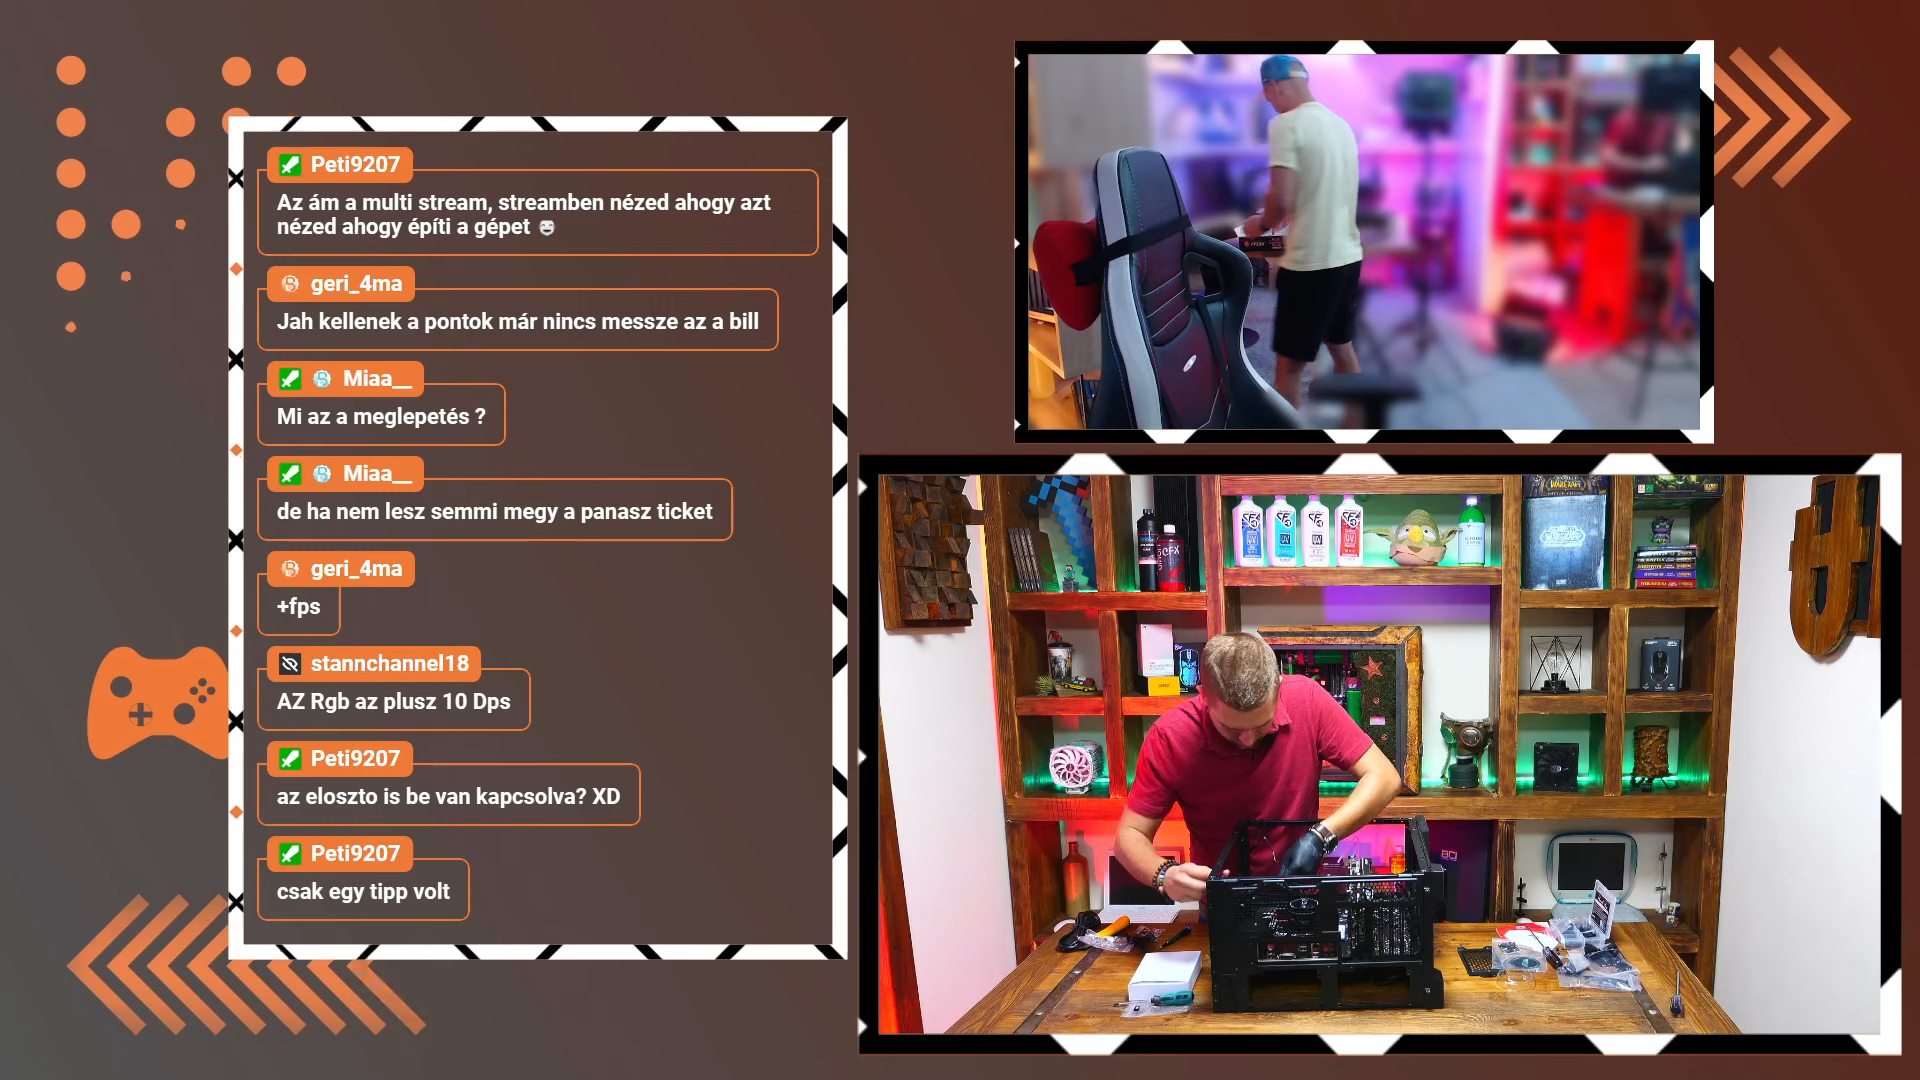 Peti9207
Az ám a multi stream, streamben nézed ahogy azt
nézed ahogy építi a gépet
geri_4ma
Jah kellenek a pontok már nincs messze az a bill
Miaa__
Mi az a meglepetés ?
Miaa__
de ha nem lesz semmi megy a panasz ticket
geri_4ma
+fps
stannchannel18
AZ Rgb az plusz 10 Dps
Peti9207
az eloszto is be van kapcsolva? XD
Peti9207
csak egy tipp volt